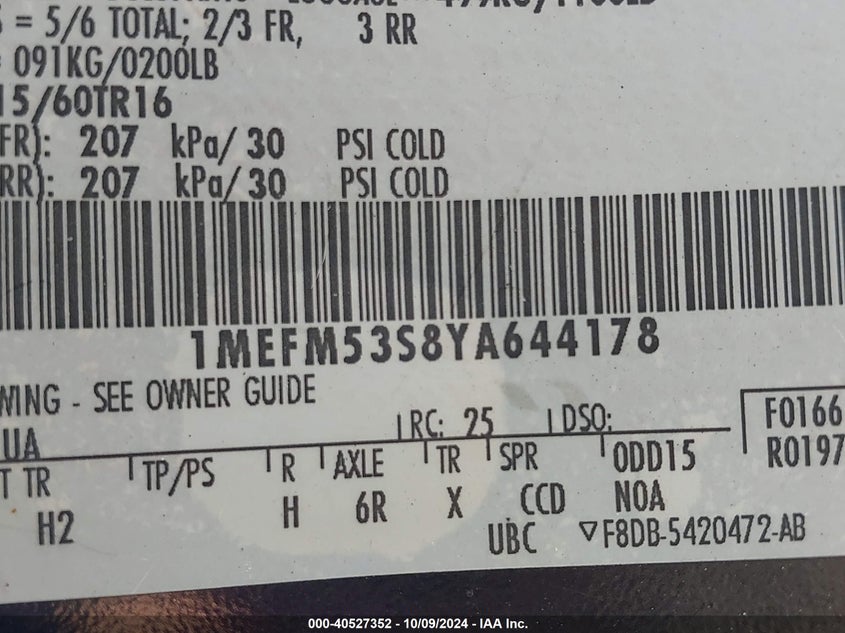 = 5/6 TOTAL; 2/3 FR, 3 RR
= 091KG/0200LB
15/60TR16
FR): 207 kPa/ 30 PSI COLD
RR): 207 kPa/ 30 PSI COLD
1MEFM53S8YA644178
WING - SEE OWNER GUIDE
UA RC: 25 DSO: F0166
T TR TP/PS R AXLE TR SPR ODD15 R0197
H2 H 6R X CCD NOA
UBC ▽F8DB-5420472-AB
000-40527352 - 10/09/2024 - IAA Inc.